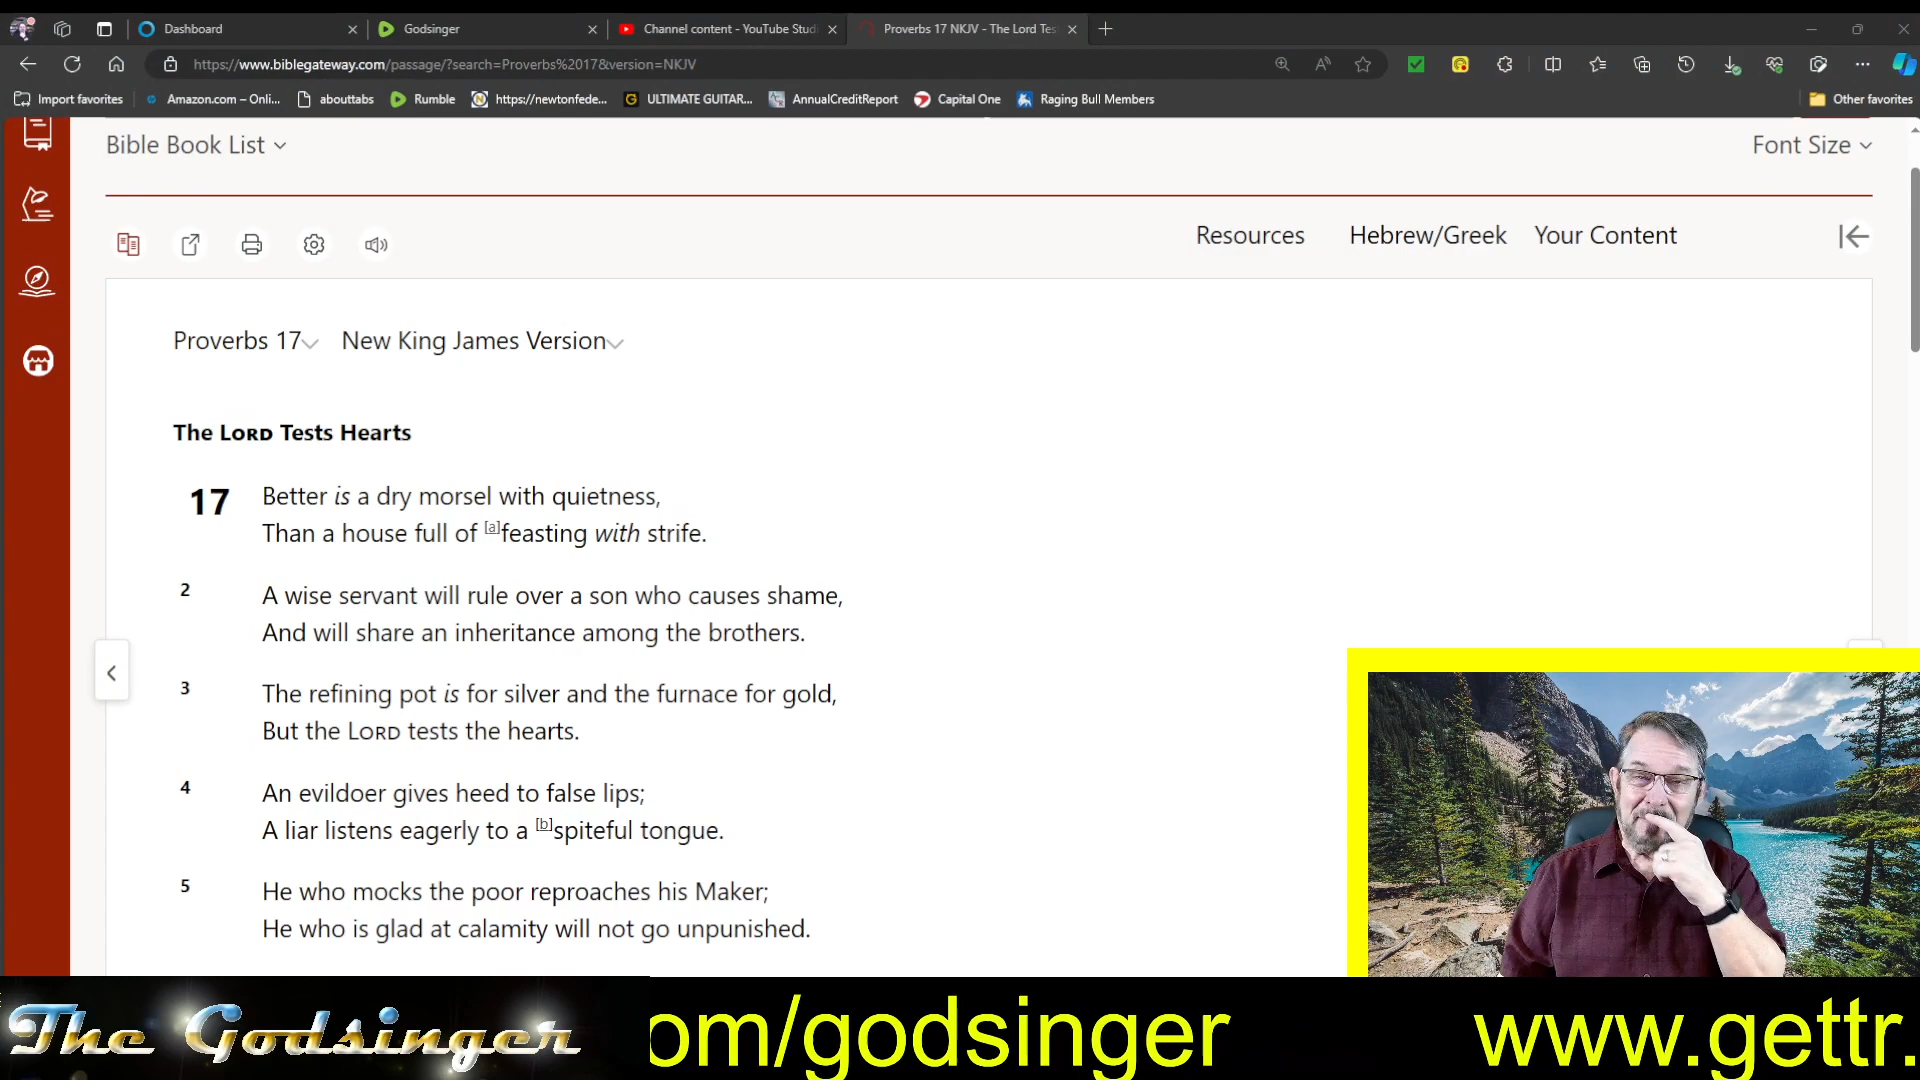 Dashboard
Godsinger
Channel content - YouTube Studi
Proverbs 17 NKJV - The Lord Tes
https://www.biblegateway.com/passage/?search=Proverbs%2017&version=NKJV
Import favorites
Amazon.com – Onli...
abouttabs
Rumble
https://newtonfede...
ULTIMATE GUITAR...
AnnualCreditReport
Capital One
Raging Bull Members
Other favorites
Bible Book List
Font Size
Resources
Hebrew/Greek
Your Content
Proverbs 17
New King James Version
The LORD Tests Hearts
17 Better is a dry morsel with quietness,
Than a house full of [a]feasting with strife.
2 A wise servant will rule over a son who causes shame,
And will share an inheritance among the brothers.
3 The refining pot is for silver and the furnace for gold,
But the LORD tests the hearts.
4 An evildoer gives heed to false lips;
A liar listens eagerly to a [b]spiteful tongue.
5 He who mocks the poor reproaches his Maker;
He who is glad at calamity will not go unpunished.
The Godsinger
om/godsinger
www.gettr.